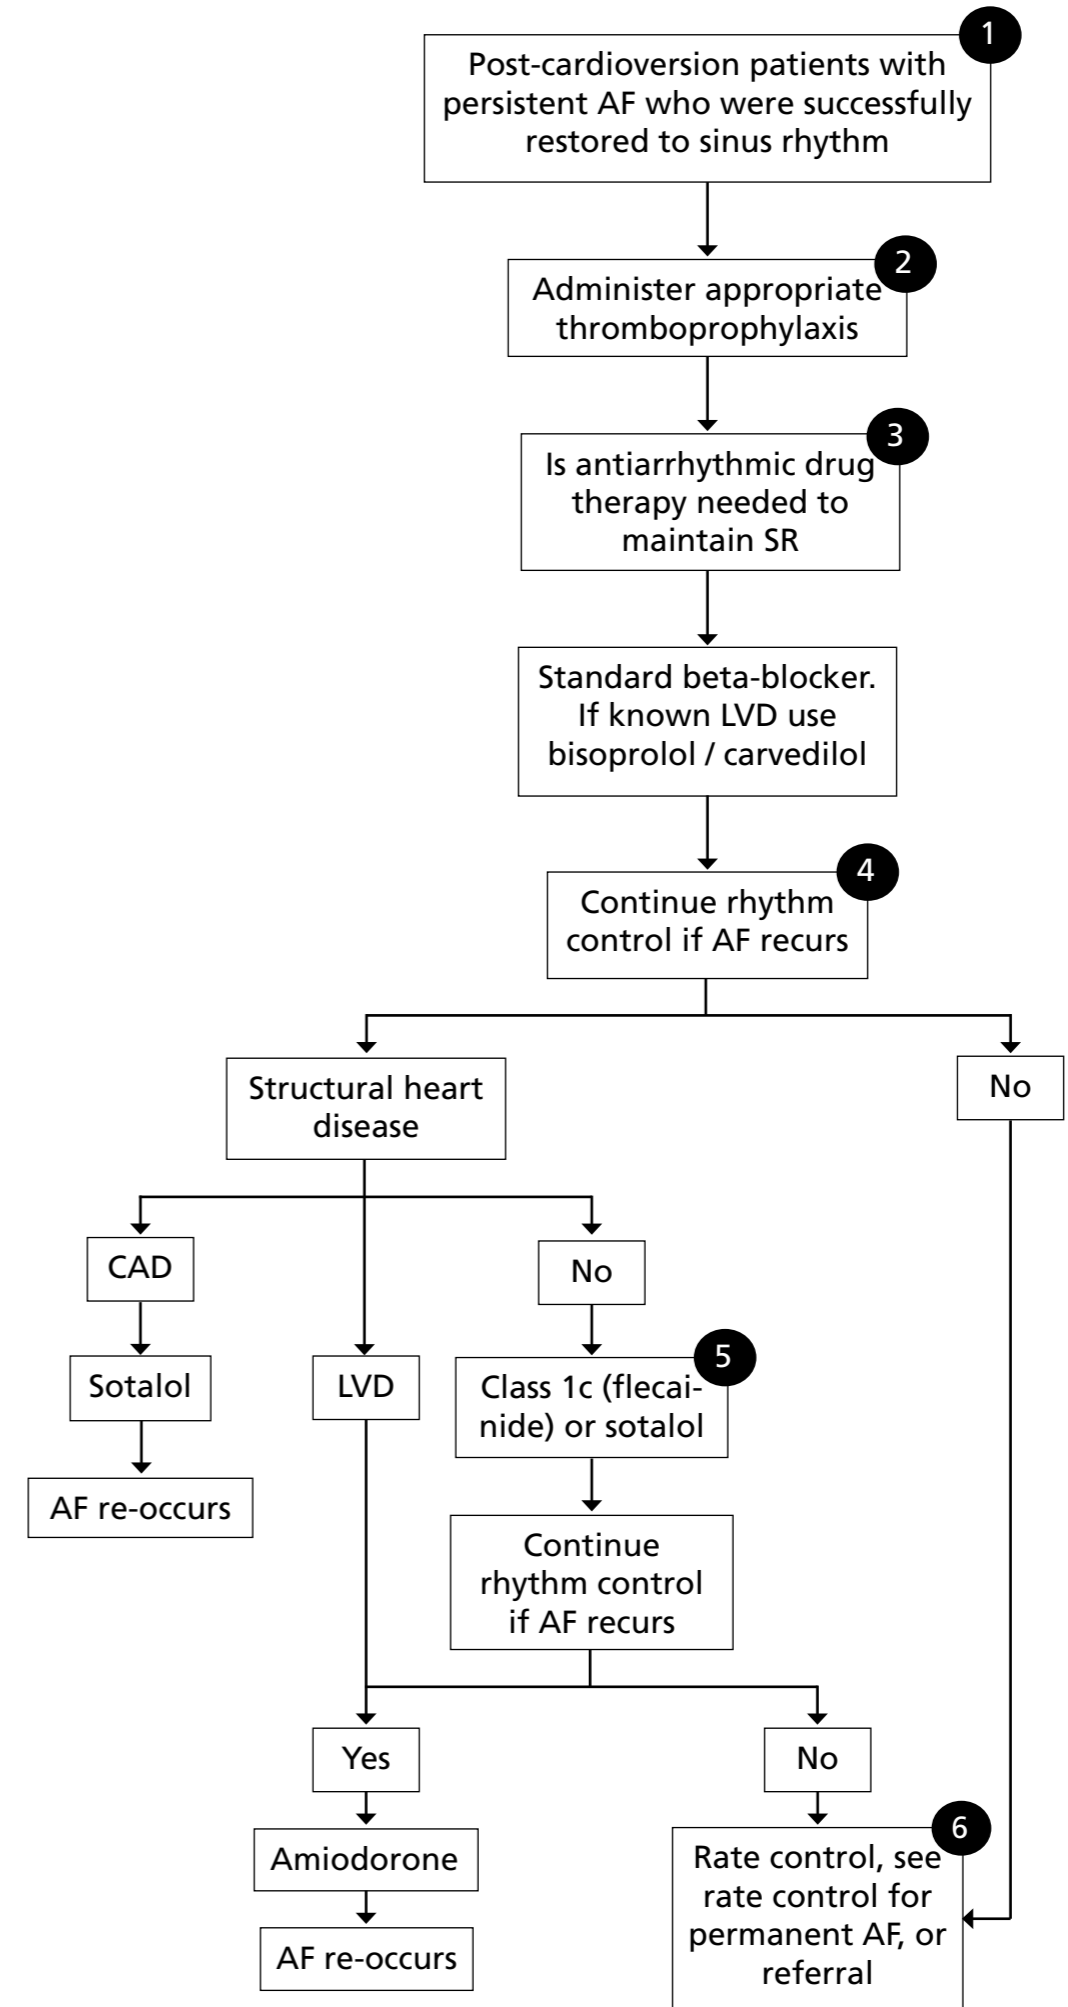 1
Post-cardioversion patients with
persistent AF who were successfully
restored to sinus rhythm
2
Administer appropriate
thromboprophylaxis
3
Is antiarrhythmic drug
therapy needed to
maintain SR
Standard beta-blocker.
If known LVD use
bisoprolol / carvedilol
4
Continue rhythm
control if AF recurs
Structural heart
disease
No
CAD
No
Sotalol
LVD
5
Class 1c (flecai-
nide) or sotalol
AF re-occurs
Continue
rhythm control
if AF recurs
Yes
No
Amiodorone
6
Rate control, see
rate control for
permanent AF, or
referral
AF re-occurs